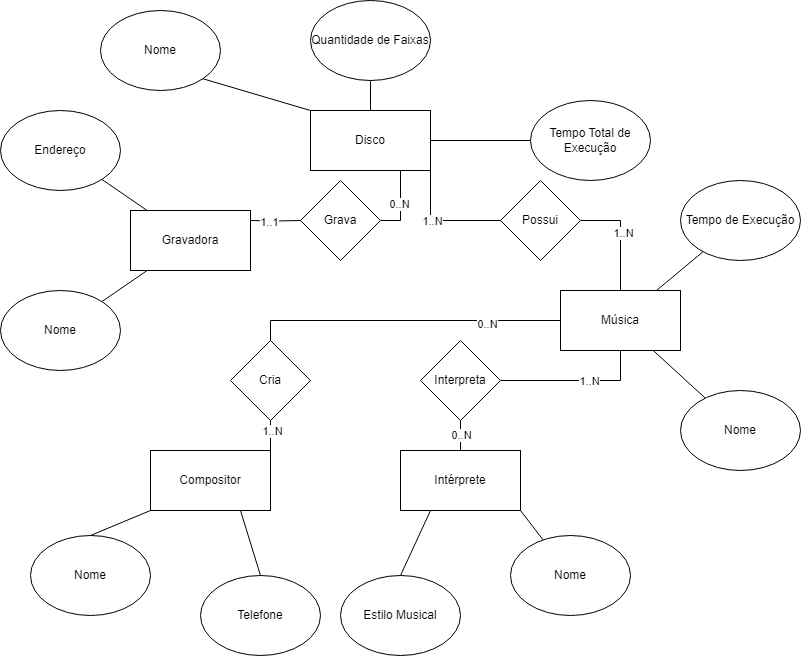 Quantidade de Faixas
Nome
Tempo Total de
Execução
Disco
Endereço
0..N
Gravadora
1..1
Grava
1..N
Possui
1..N
Tempo de Execução
Nome
0..N
Música
Cria
Interpreta
1..N
Nome
1..N
0..N
Compositor
Intérprete
Nome
Telefone
Estilo Musical
Nome